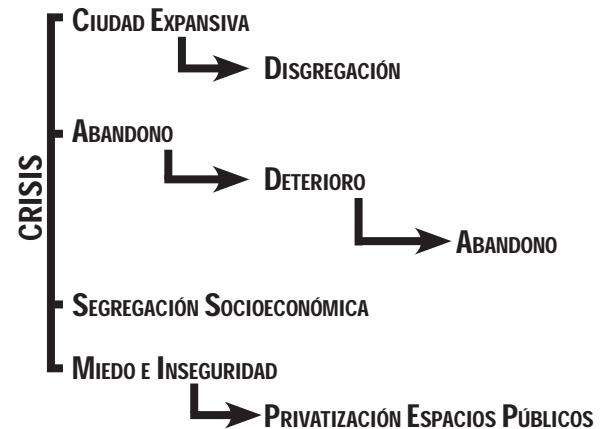 CRISIS
CIUDAD EXPANSIVA
DISGREGACIÓN
ABANDONO
DETERIORO
ABANDONO
SEGREGACIÓN SOCIOECONÓMICA
MIEDO E INSEGURIDAD
PRIVATIZACIÓN ESPACIOS PÚBLICOS